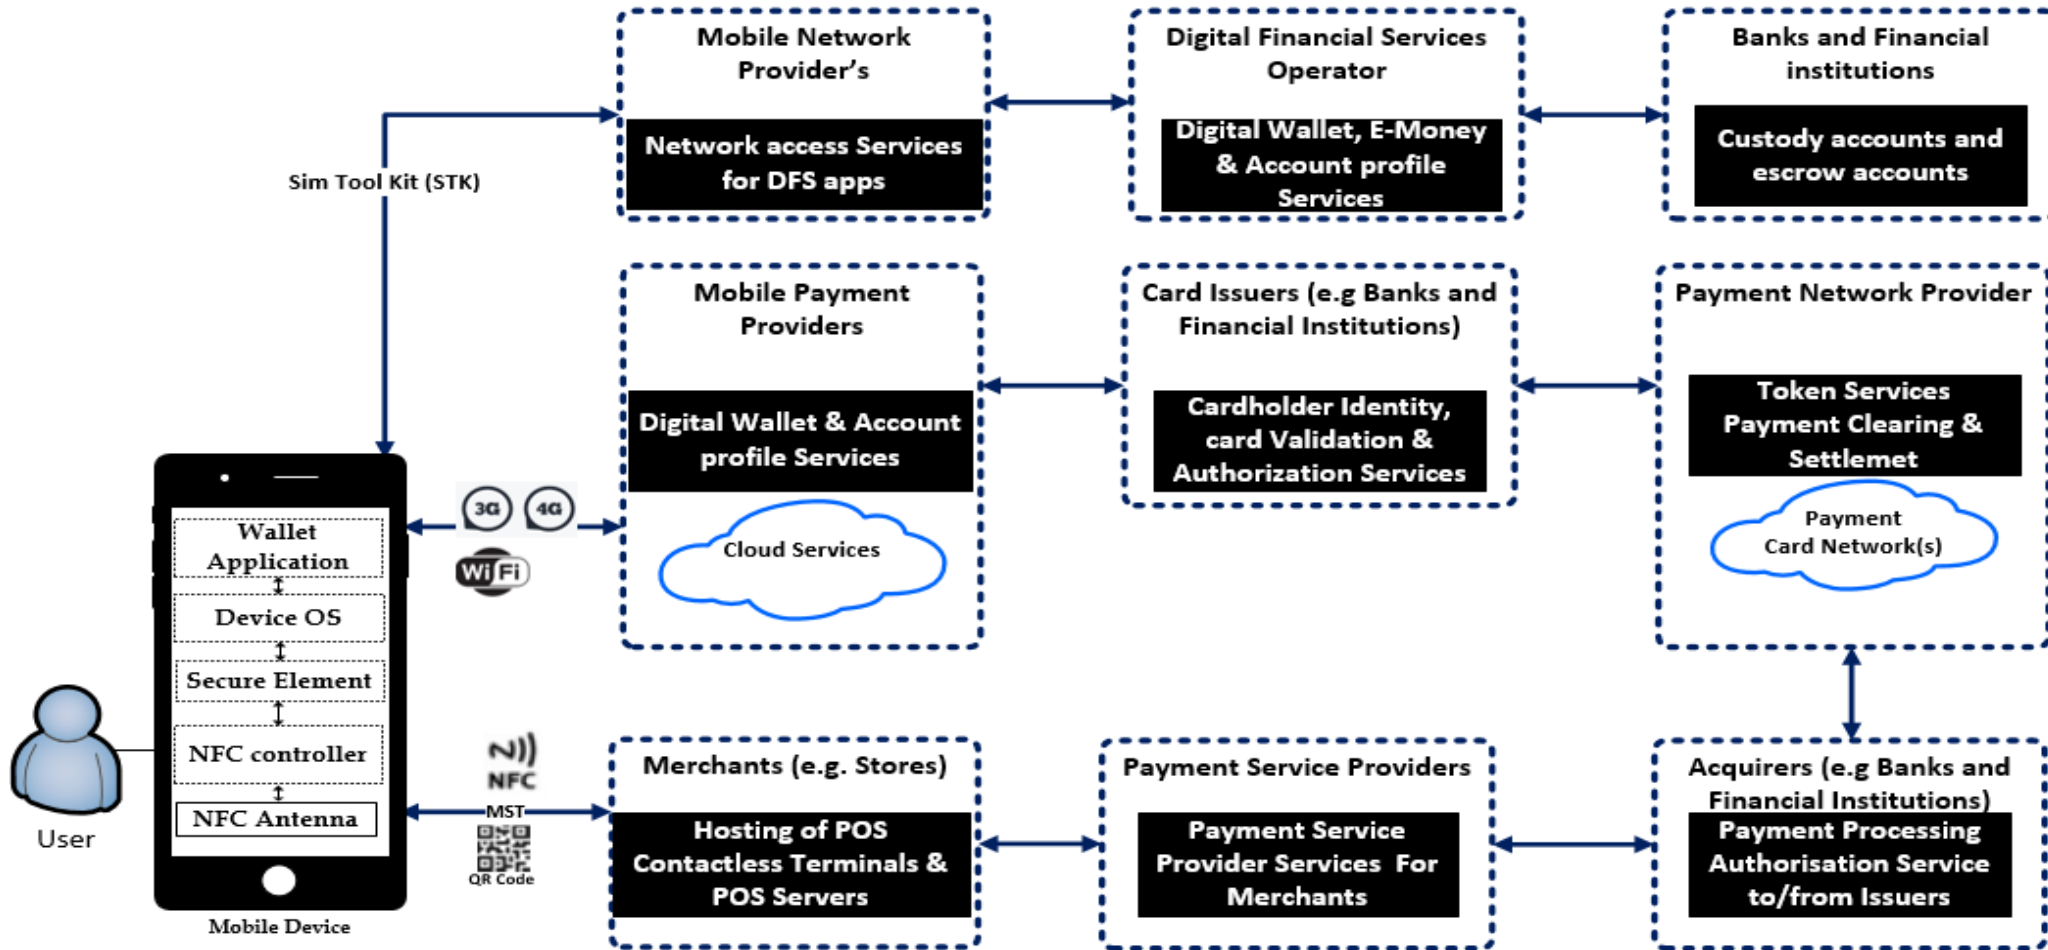 Mobile Network
Provider's
Network access Services
for DFS apps
Digital Financial Services
Operator
Digital Wallet, E-Money
& Account profile
Services
Banks and Financial
institutions
Custody accounts and
escrow accounts
Sim Tool Kit (STK)
Mobile Payment
Providers
Digital Wallet & Account
profile Services
Cloud Services
Card Issuers (e.g Banks and
Financial Institutions)
Cardholder Identity,
card Validation &
Authorization Services
Payment Network Provider
Token Services
Payment Clearing &
Settlemet
Payment
Card Network(s)
3G
4G
WiFi
Wallet
Application
Device OS
Secure Element
NFC controller
NFC Antenna
User
Mobile Device
NFC
MST
QR Code
Merchants (e.g. Stores)
Hosting of POS
Contactless Terminals &
POS Servers
Payment Service Providers
Payment Service
Provider Services For
Merchants
Acquirers (e.g Banks and
Financial Institutions)
Payment Processing
Authorisation Service
to/from Issuers